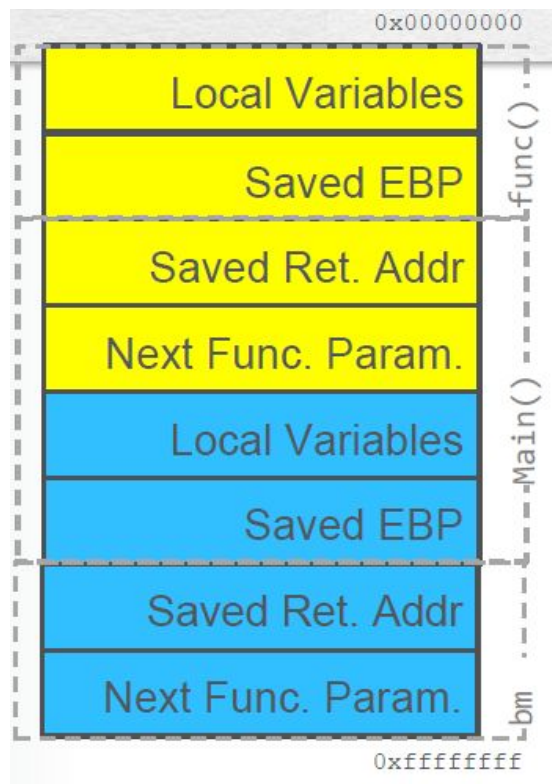 0x00000000
Local Variables
Saved EBP
func()
Saved Ret. Addr
Next Func. Param.
Local Variables
Saved EBP
Main()
Saved Ret. Addr
Next Func. Param.
bm
0xffffffff